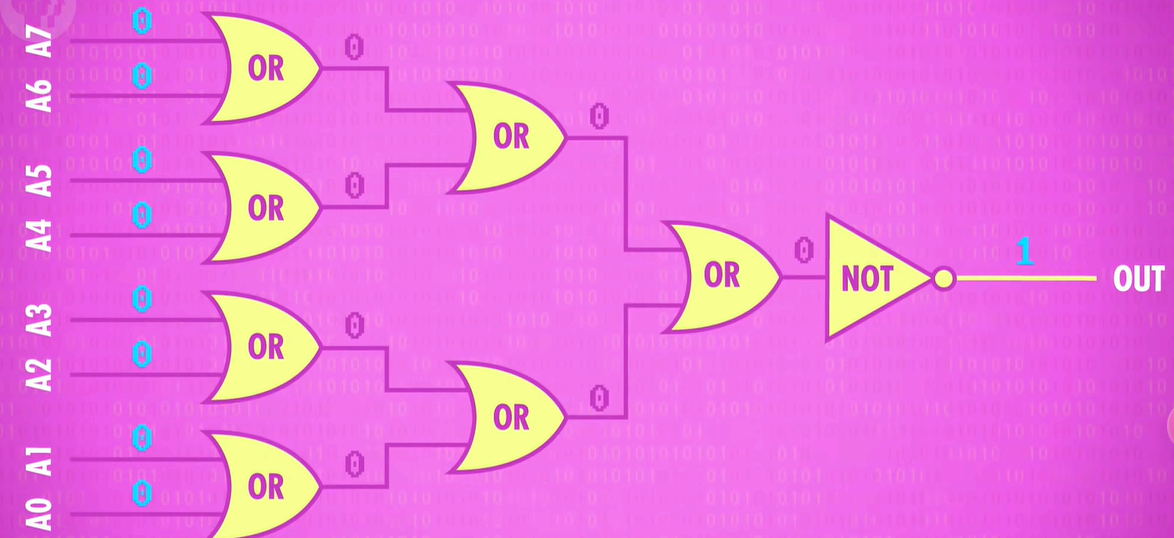 A7 0 OR 0
A6 0
OR 0
A5 0 OR 0
A4 0
OR 0 NOT 1 OUT
A3 0 OR 0
A2 0
OR 0
A1 0 OR 0
A0 0